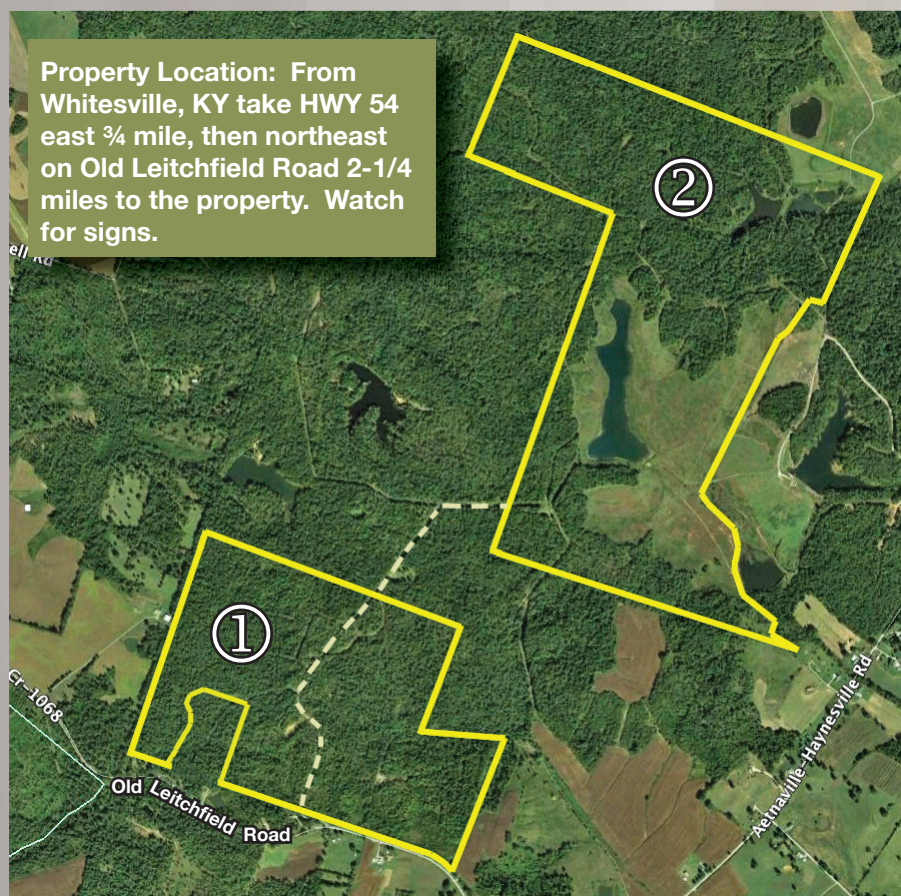 Property Location:  From
Whitesville, KY take HWY 54
east ¾ mile, then northeast
on Old Leitchfield Road 2-1/4
miles to the property.  Watch
for signs.
②
ell Rd
①
Cr-1068
Old Leitchfield Road
Aetnaville-Haynesville Rd